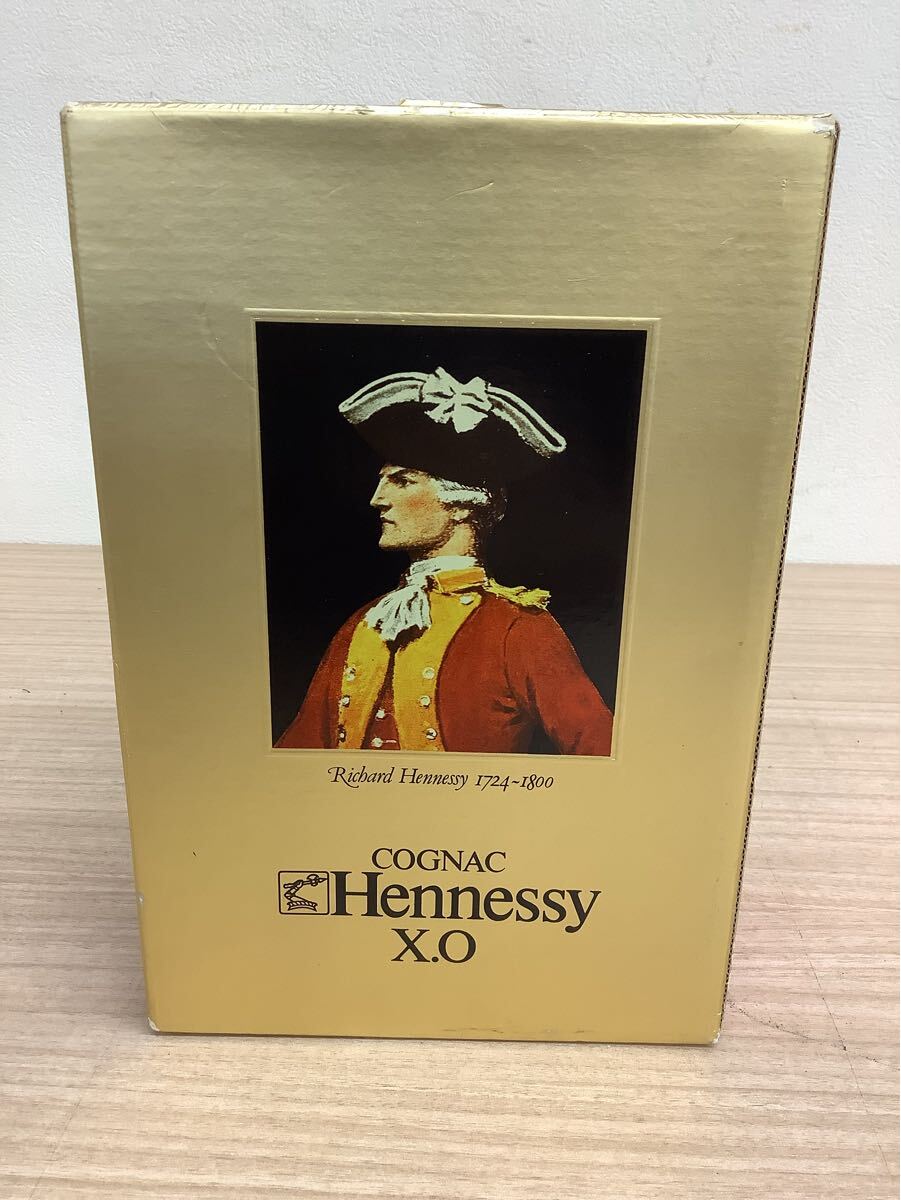 Richard Hennessy 1724~1800
COGNAC
Hennessy
X.O